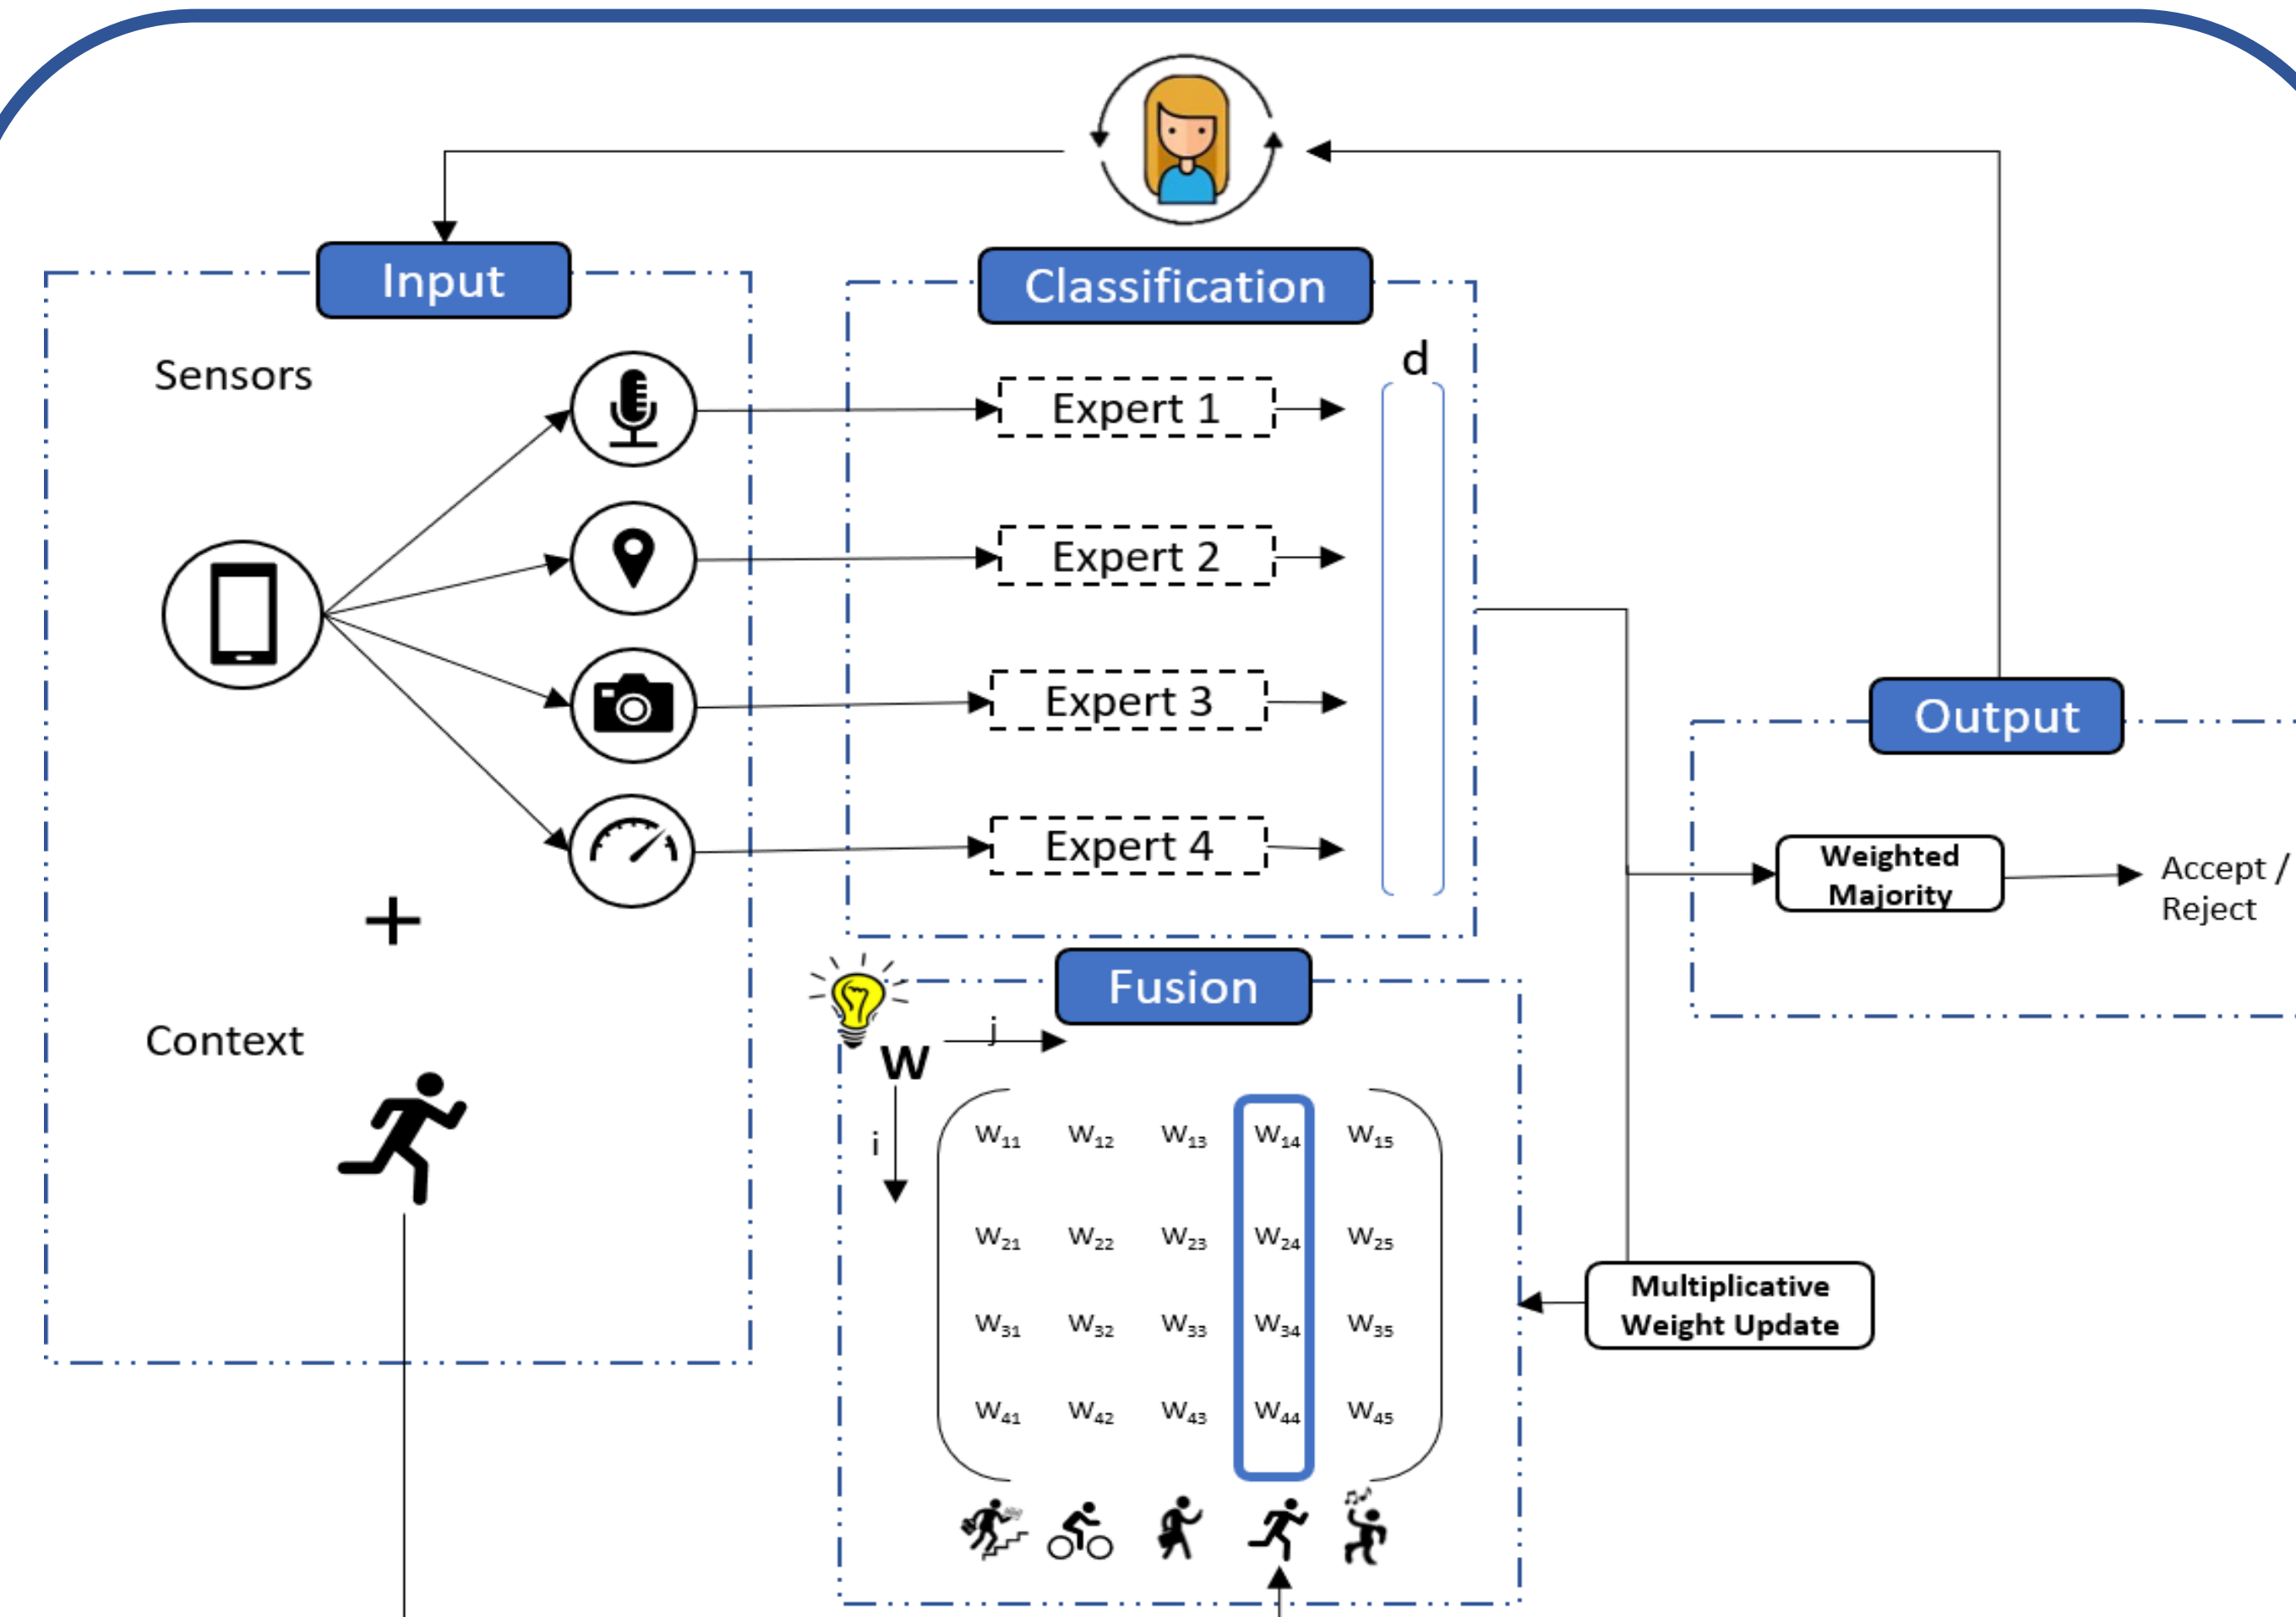 Input
Classification
Sensors
d
Expert 1
Expert 2
Expert 3
Expert 4
Output
Weighted
Majority
Accept /
Reject
Context
Fusion
W
j
i
W11 W12 W13 W14 W15
W21 W22 W23 W24 W25
W31 W32 W33 W34 W35
W41 W42 W43 W44 W45
Multiplicative
Weight Update